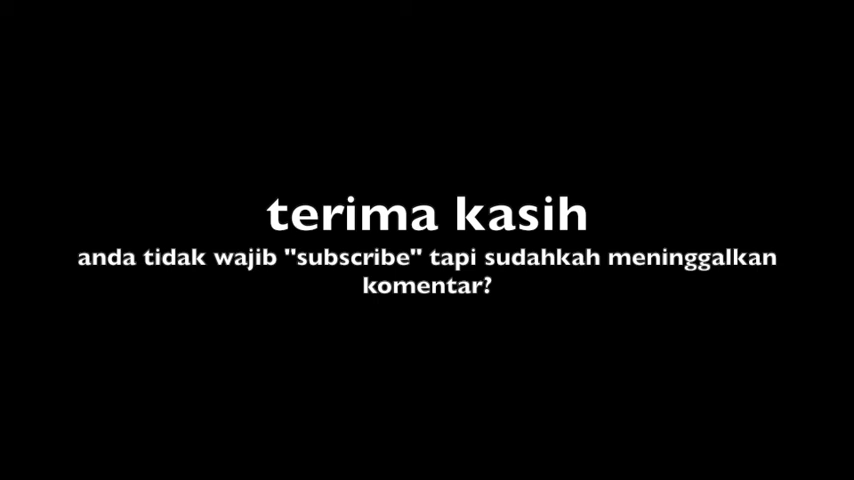 terima kasih
anda tidak wajib "subscribe" tapi sudahkah meninggalkan
komentar?